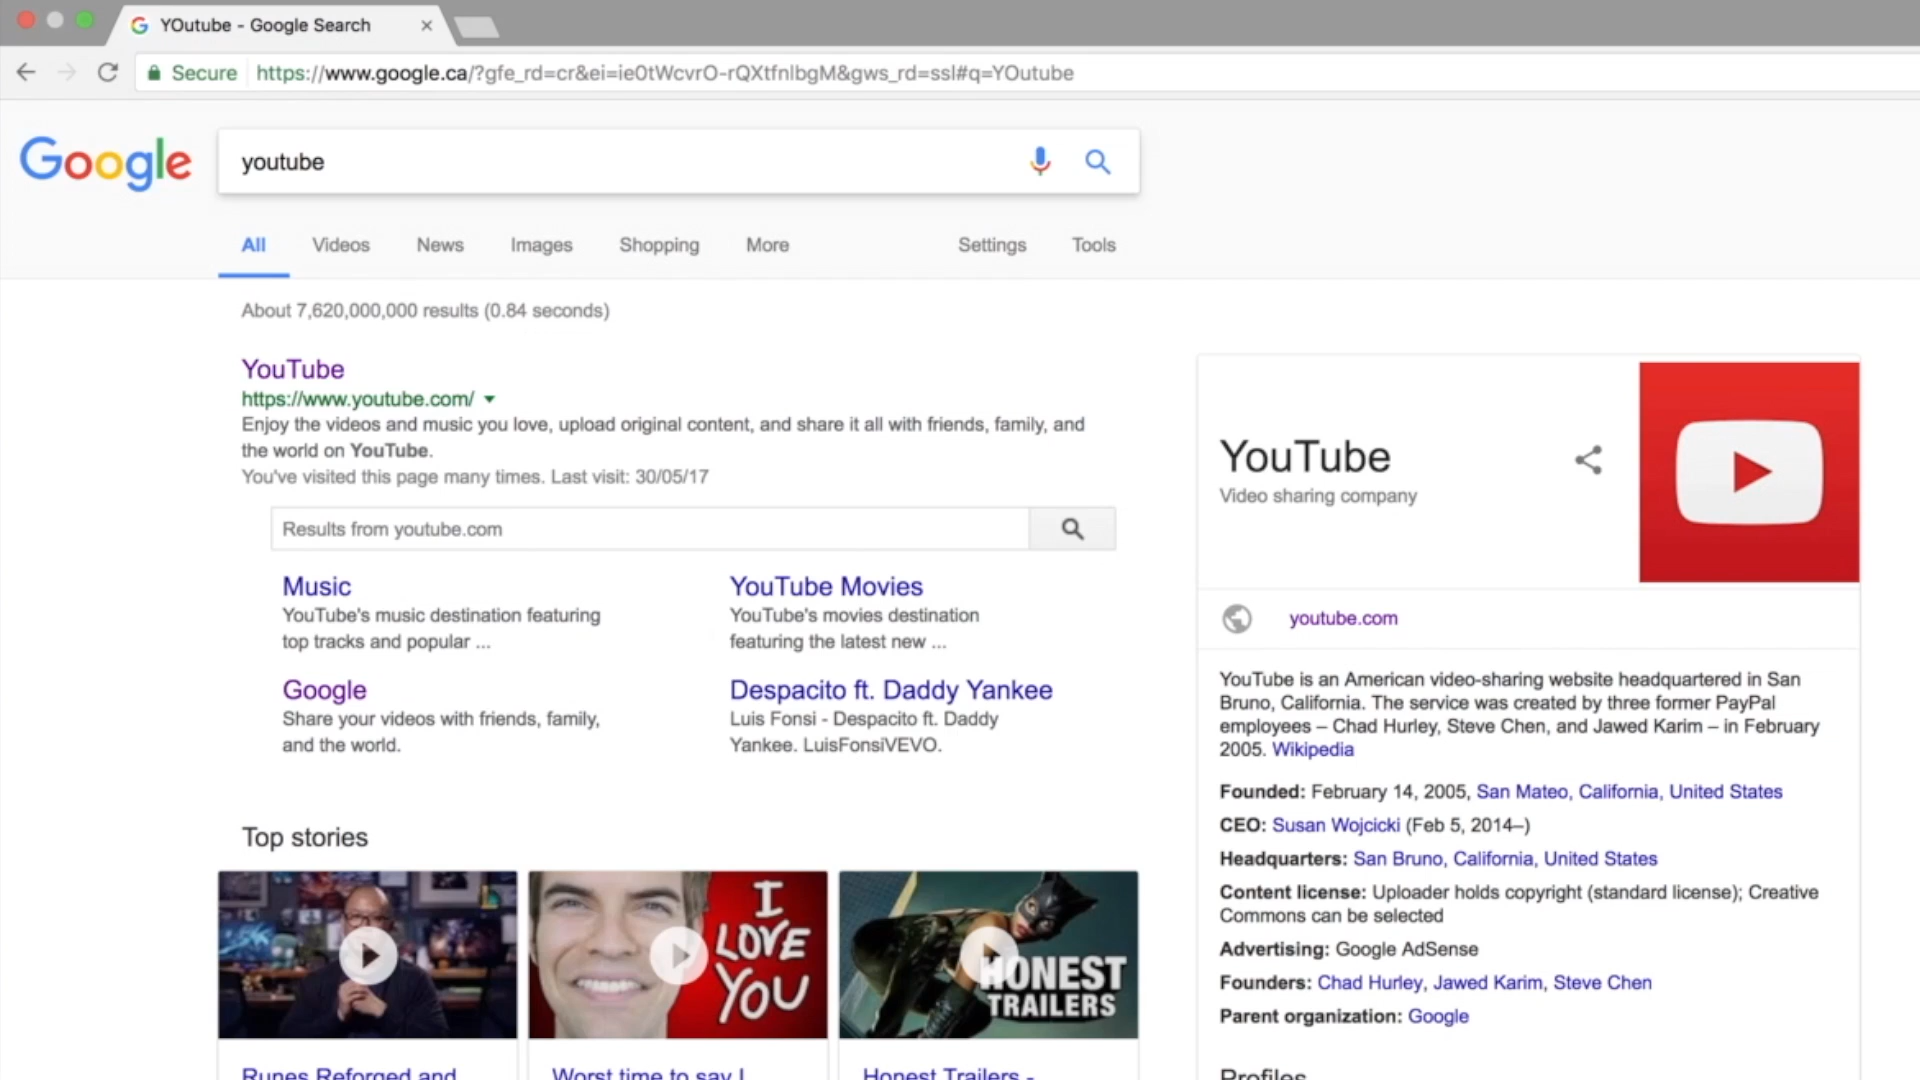 YOutube - Google Search
Secure https://www.google.ca/?gfe_rd=cr&ei=ie0tWcvrO-rQXtfnlbgM&gws_rd=ssl#q=YOutube
Google
youtube
All Videos News Images Shopping More Settings Tools
About 7,620,000,000 results (0.84 seconds)
YouTube
https://www.youtube.com/
Enjoy the videos and music you love, upload original content, and share it all with friends, family, and
the world on YouTube.
You've visited this page many times. Last visit: 30/05/17
Results from youtube.com
Music
YouTube's music destination featuring
top tracks and popular ...
YouTube Movies
YouTube's movies destination
featuring the latest new ...
Google
Share your videos with friends, family,
and the world.
Despacito ft. Daddy Yankee
Luis Fonsi - Despacito ft. Daddy
Yankee. LuisFonsiVEVO.
Top stories
I
LOVE
YOU
HONEST
TRAILERS
Runes Reforged and
Worst time to say I
Honest Trailers -
YouTube
Video sharing company
youtube.com
YouTube is an American video-sharing website headquartered in San
Bruno, California. The service was created by three former PayPal
employees – Chad Hurley, Steve Chen, and Jawed Karim – in February
2005. Wikipedia
Founded: February 14, 2005, San Mateo, California, United States
CEO: Susan Wojcicki (Feb 5, 2014–)
Headquarters: San Bruno, California, United States
Content license: Uploader holds copyright (standard license); Creative
Commons can be selected
Advertising: Google AdSense
Founders: Chad Hurley, Jawed Karim, Steve Chen
Parent organization: Google
Profiles